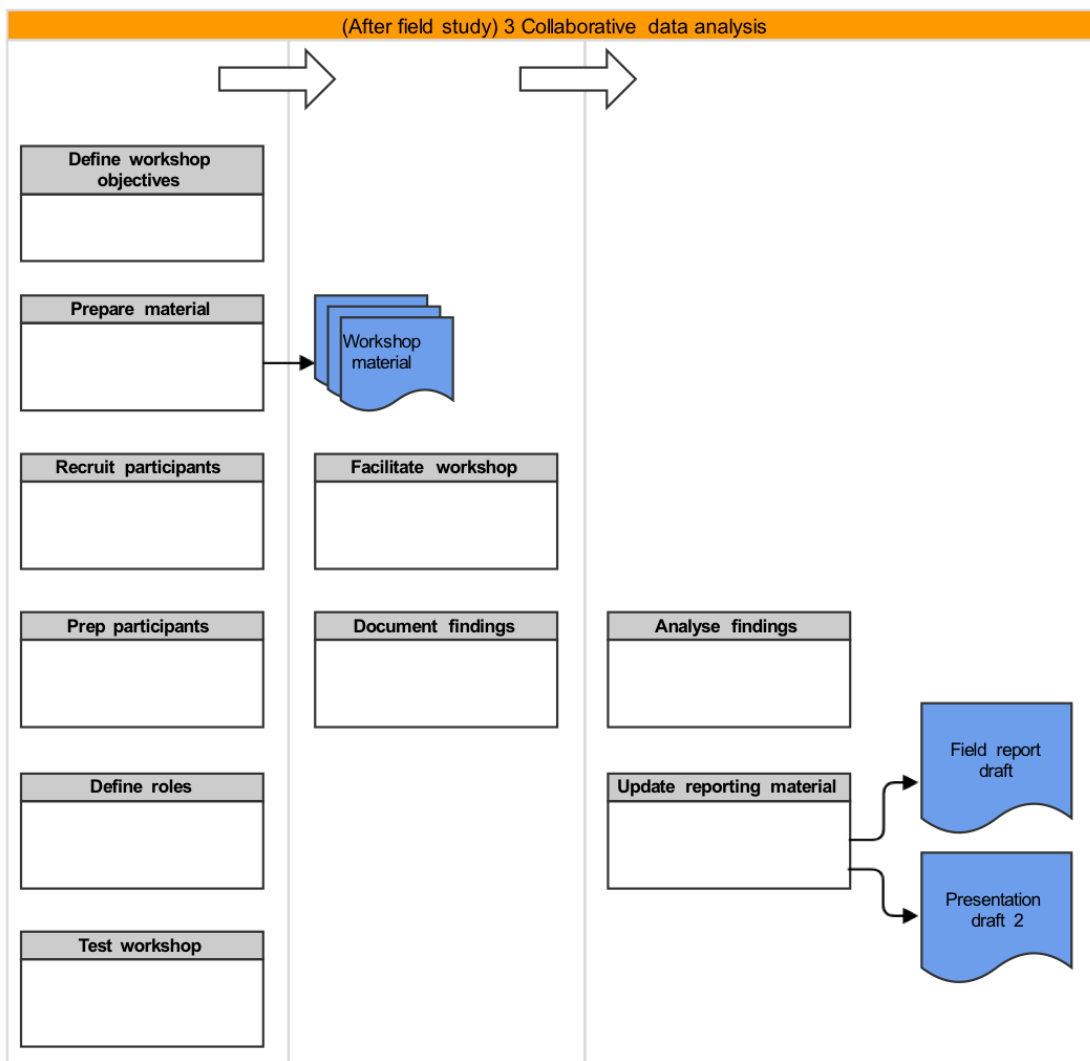 (After field study) 3 Collaborative data analysis
Define workshop
objectives
Prepare material
Workshop
material
Recruit participants
Facilitate workshop
Prep participants
Document findings
Analyse findings
Field report
draft
Define roles
Update reporting material
Presentation
draft 2
Test workshop